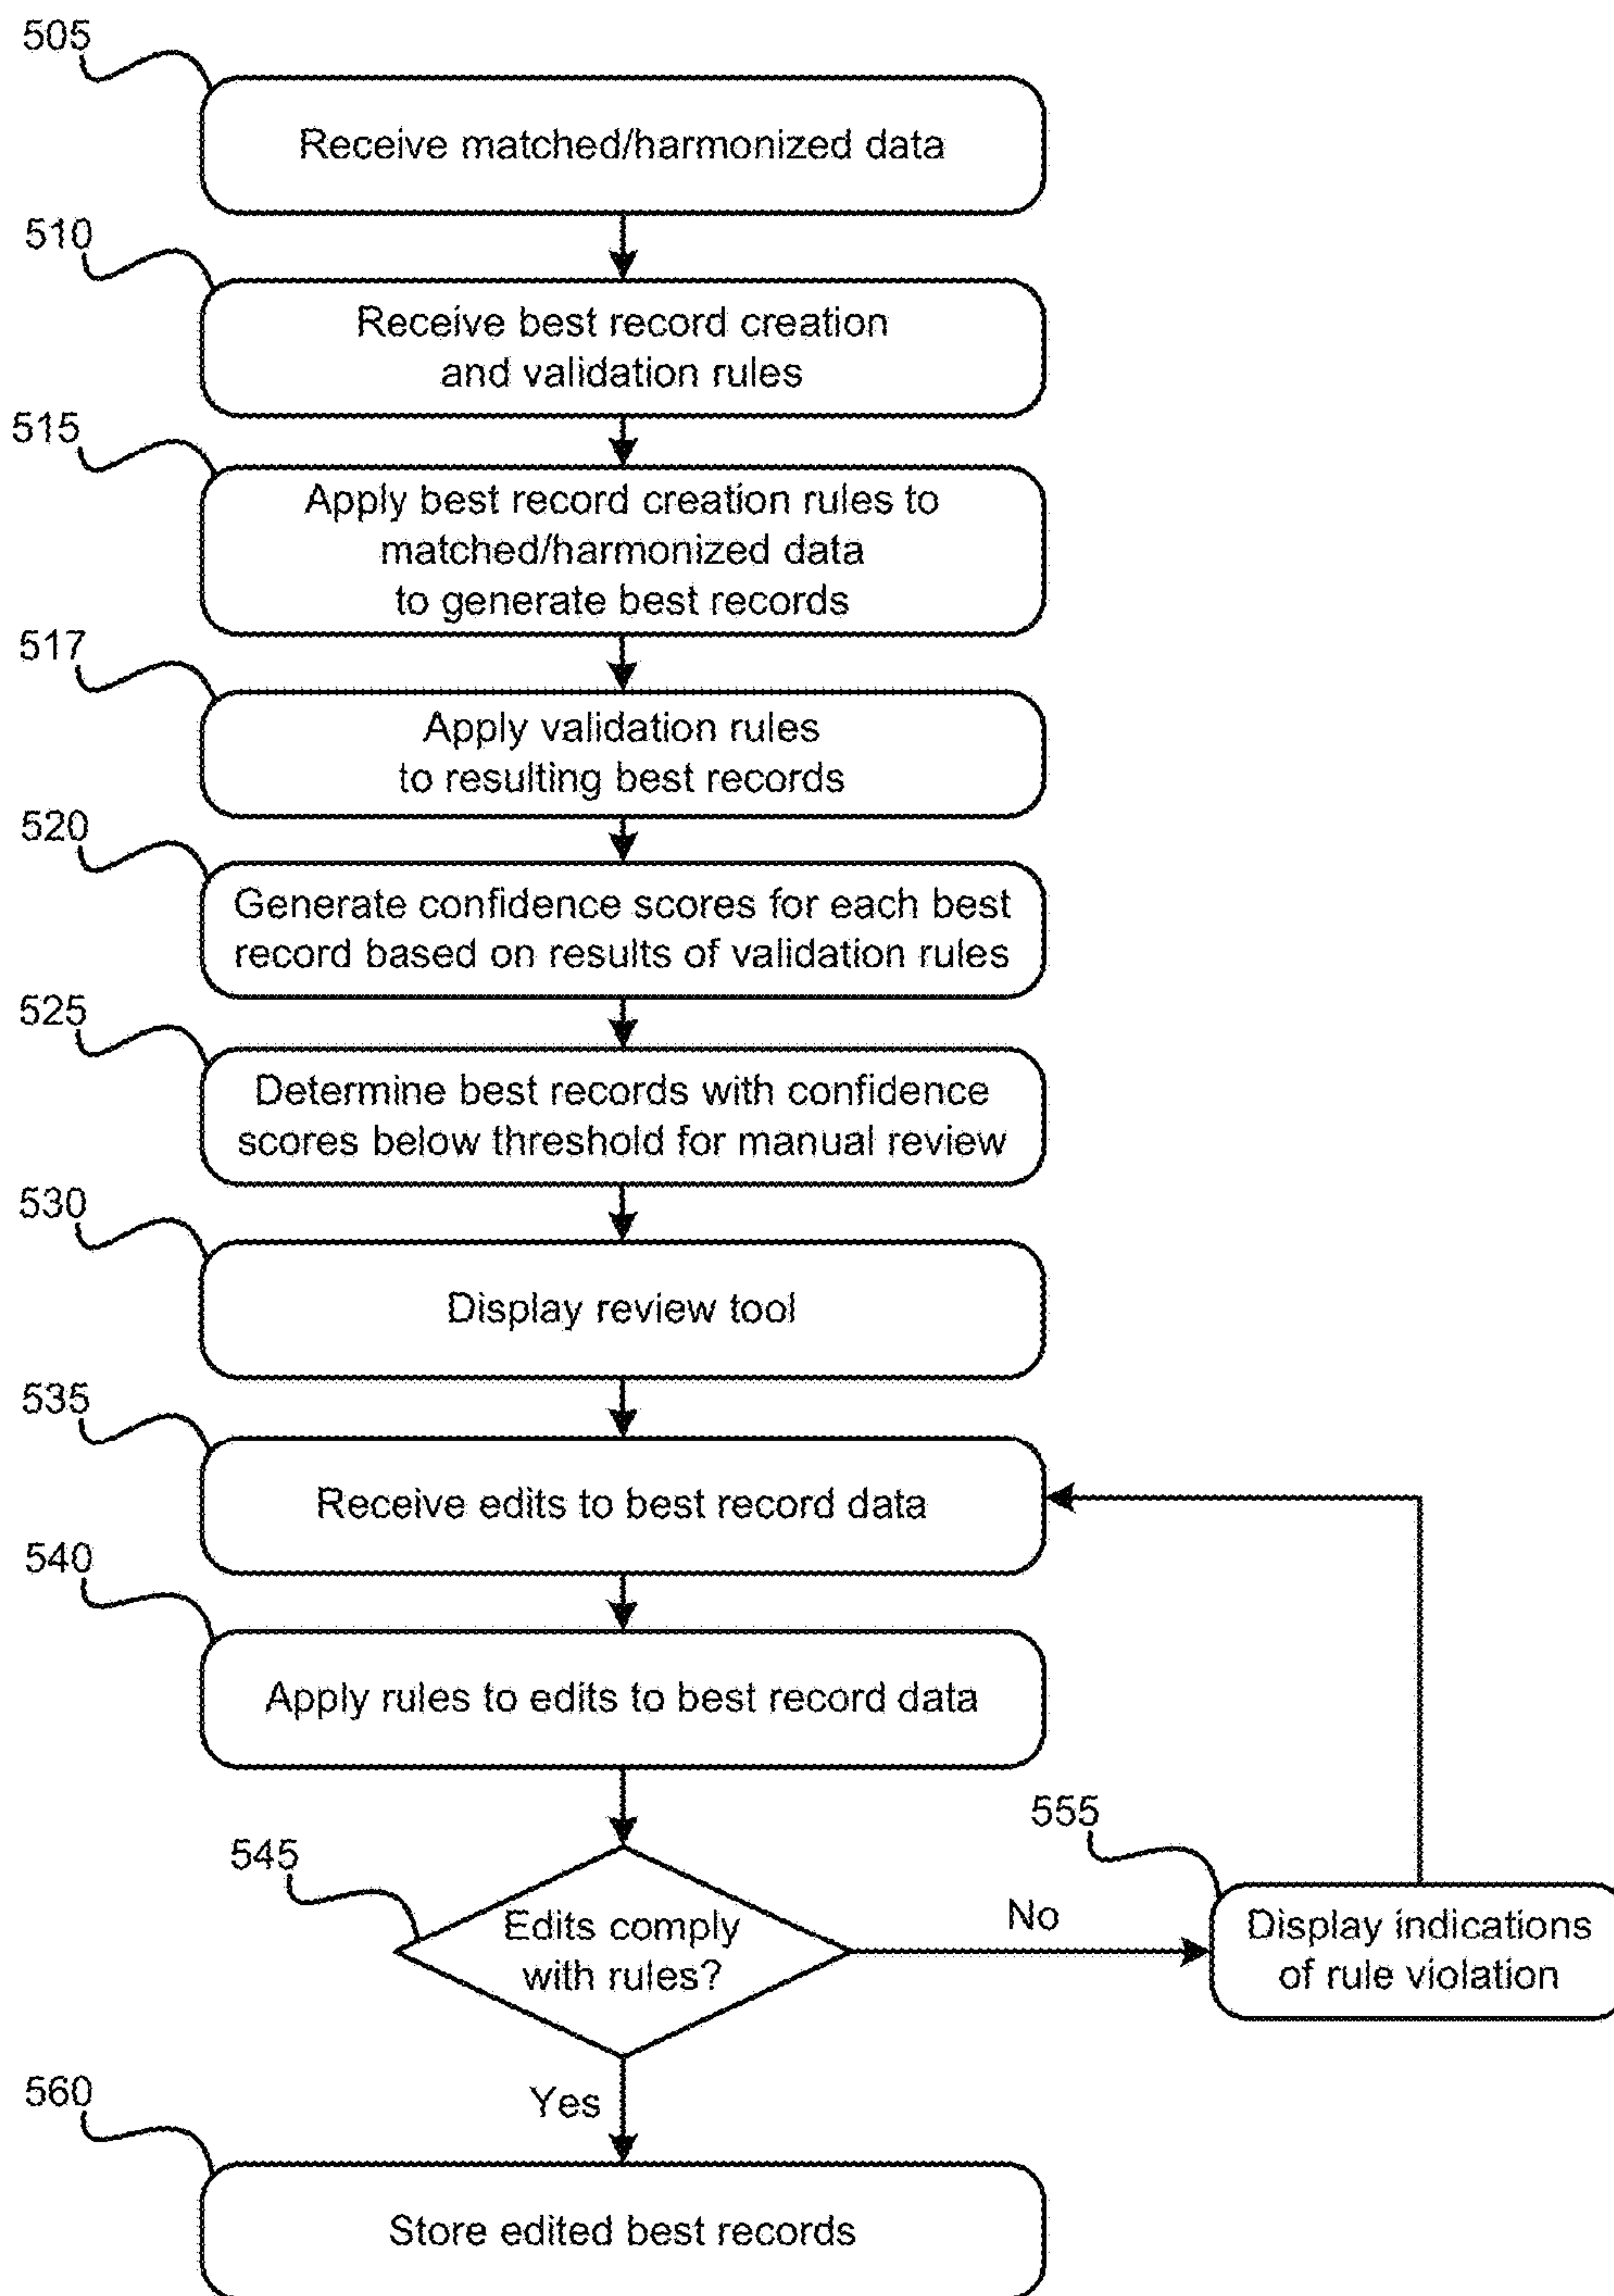 505
Receive matched/harmonized data
510
Receive best record creation
and validation rules
515
Apply best record creation rules to
matched/harmonized data
to generate best records
517
Apply validation rules
to resulting best records
520
Generate confidence scores for each best
record based on results of validation rules
525
Determine best records with confidence
scores below threshold for manual review
530
Display review tool
535
Receive edits to best record data
540
Apply rules to edits to best record data
545
Edits comply
with rules?
No
555
Display indications
of rule violation
Yes
560
Store edited best records